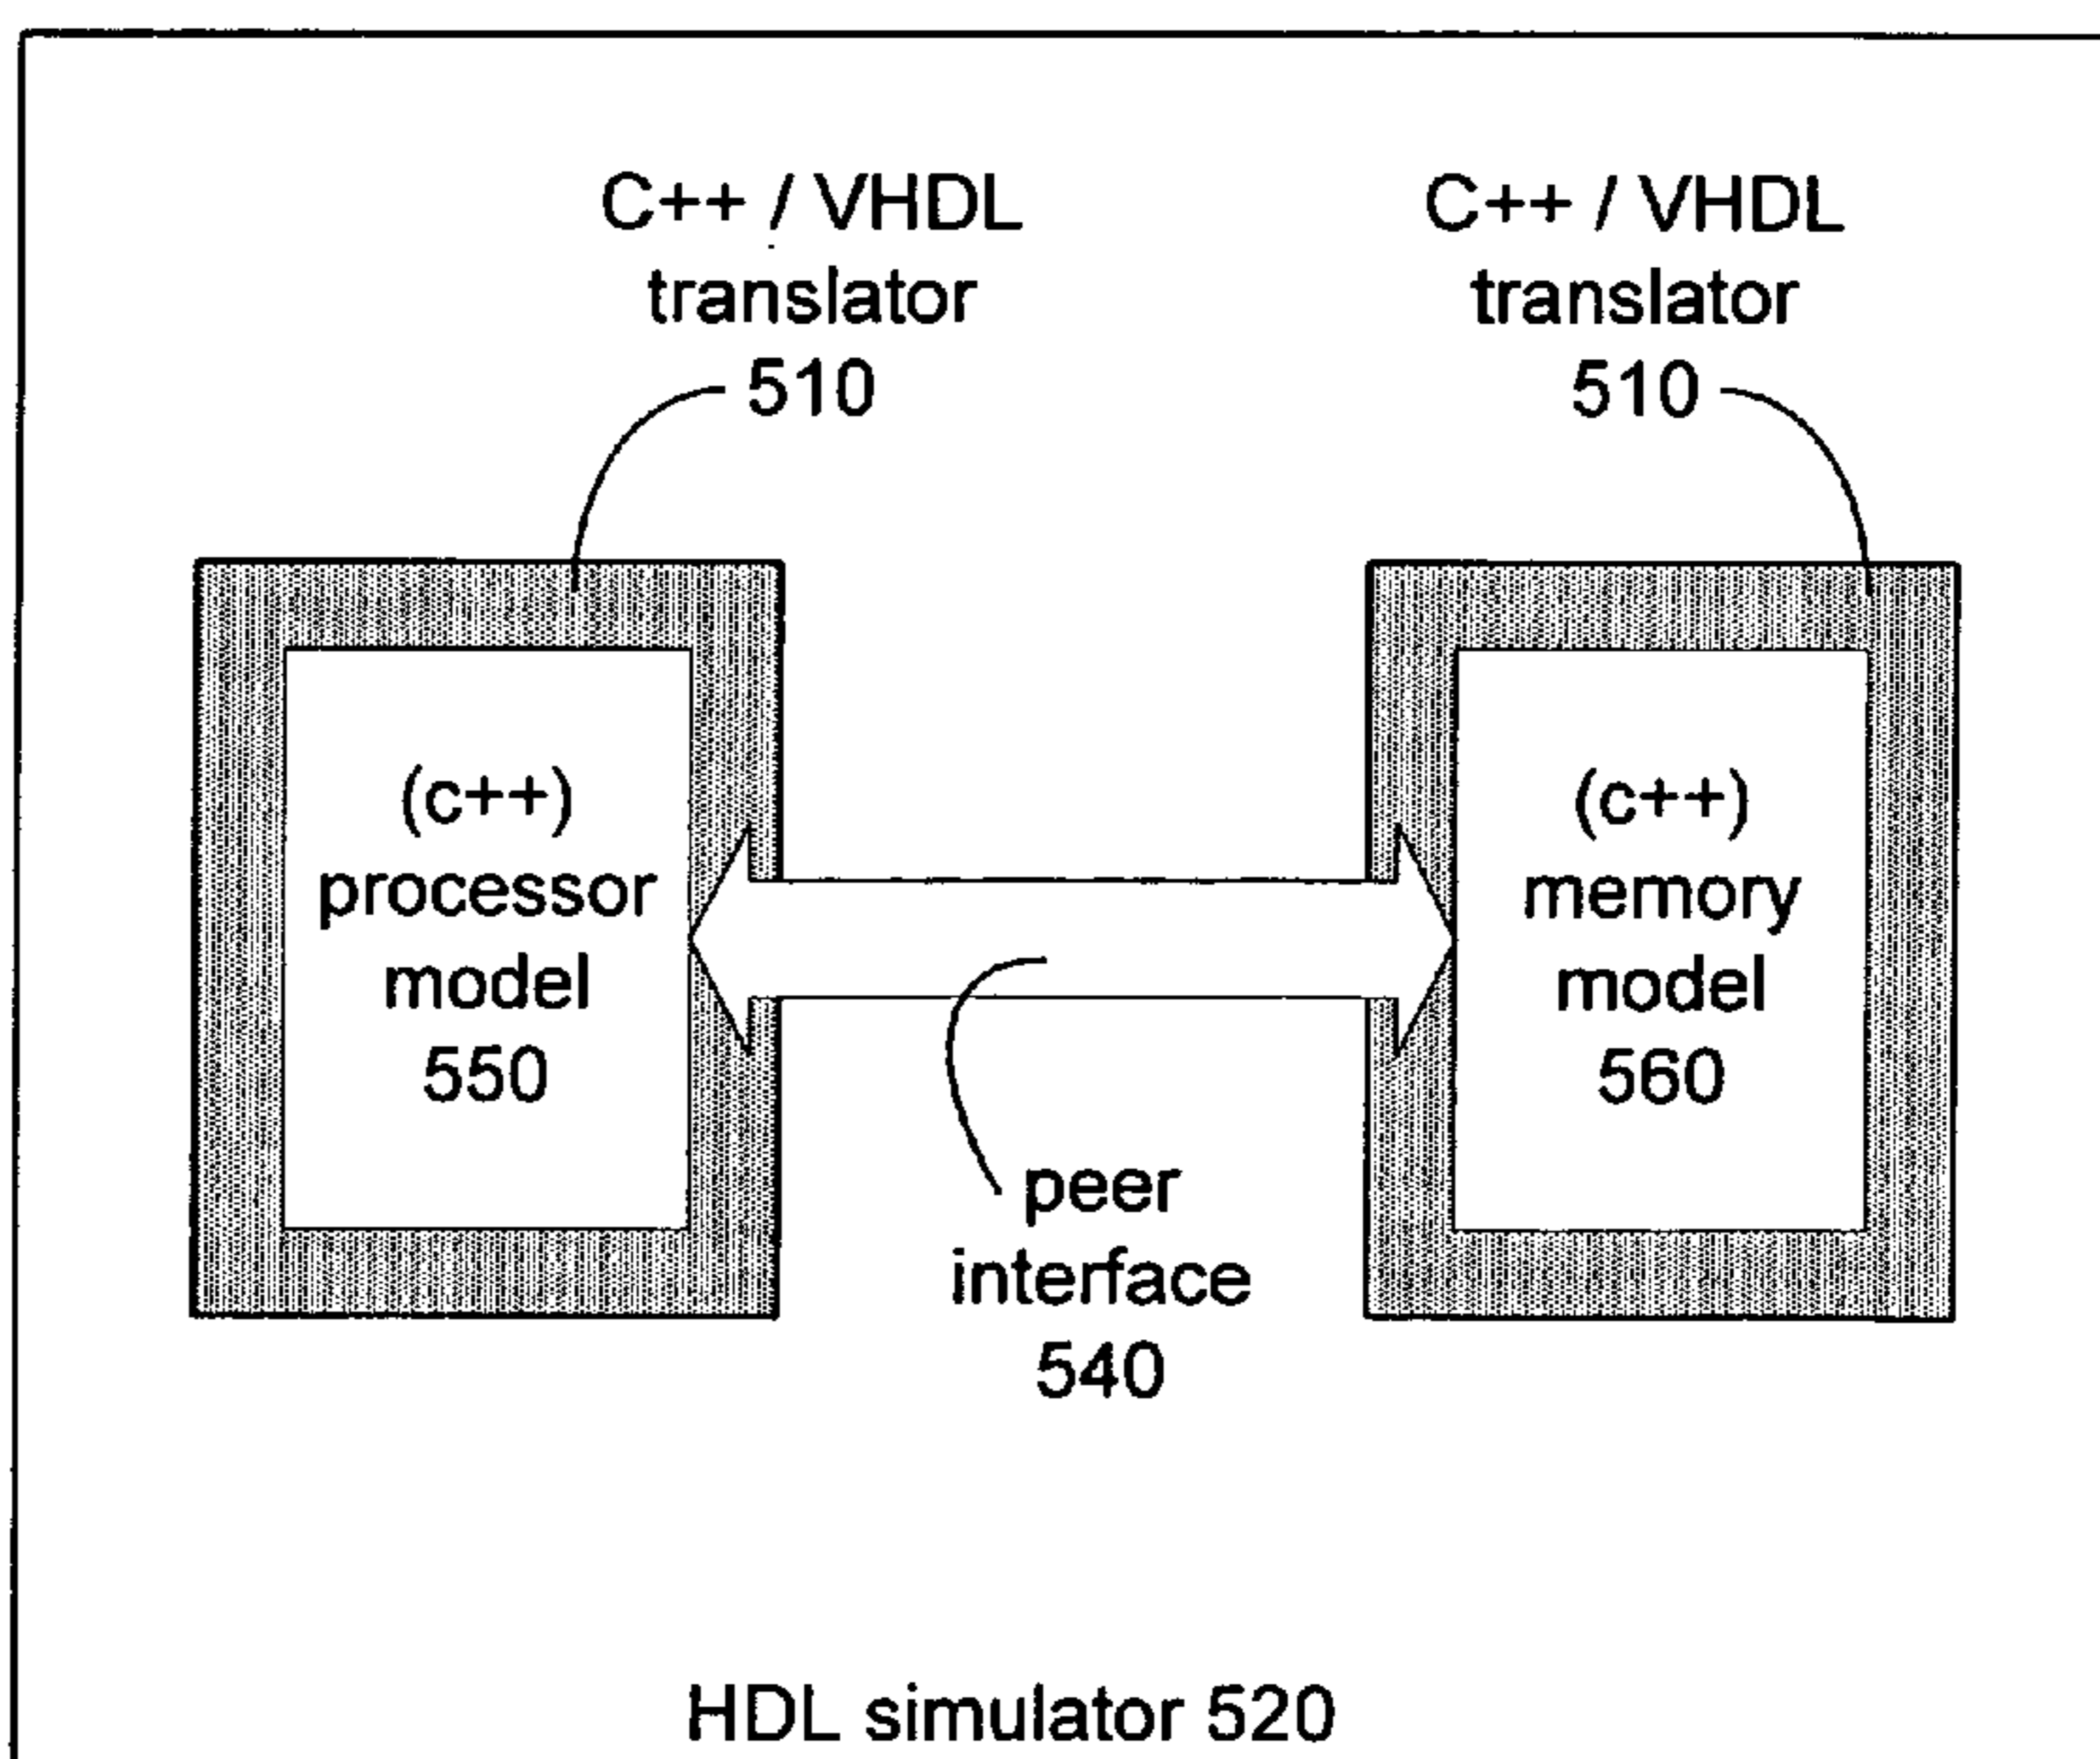 C++ / VHDL
translator
510
C++ / VHDL
translator
510
(c++)
processor
model
550
(c++)
memory
model
560
peer
interface
540
HDL simulator 520